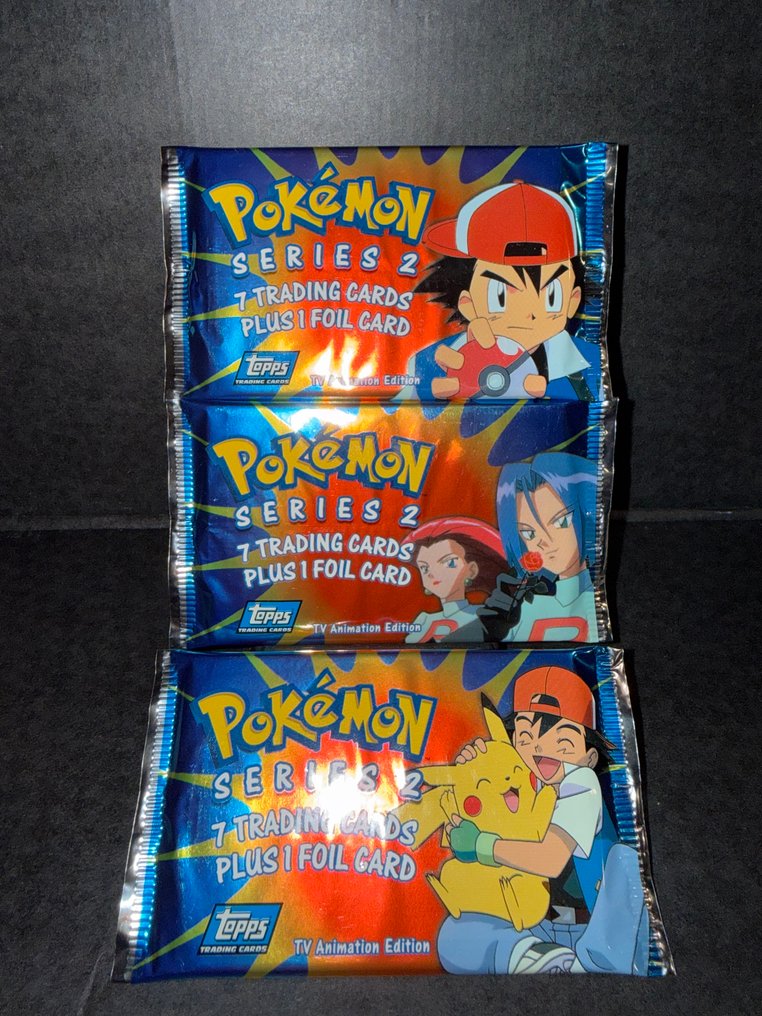 POKéMON
SERIES 2
7 TRADING CARDS
PLUS 1 FOIL CARD
topps
TRADING CARDS
TV Animation Edition
POKéMON
SERIES 2
7 TRADING CARDS
PLUS 1 FOIL CARD
topps
TRADING CARDS
TV Animation Edition
R
R
POKéMON
SERIES 2
7 TRADING CARDS
PLUS 1 FOIL CARD
topps
TRADING CARDS
TV Animation Edition